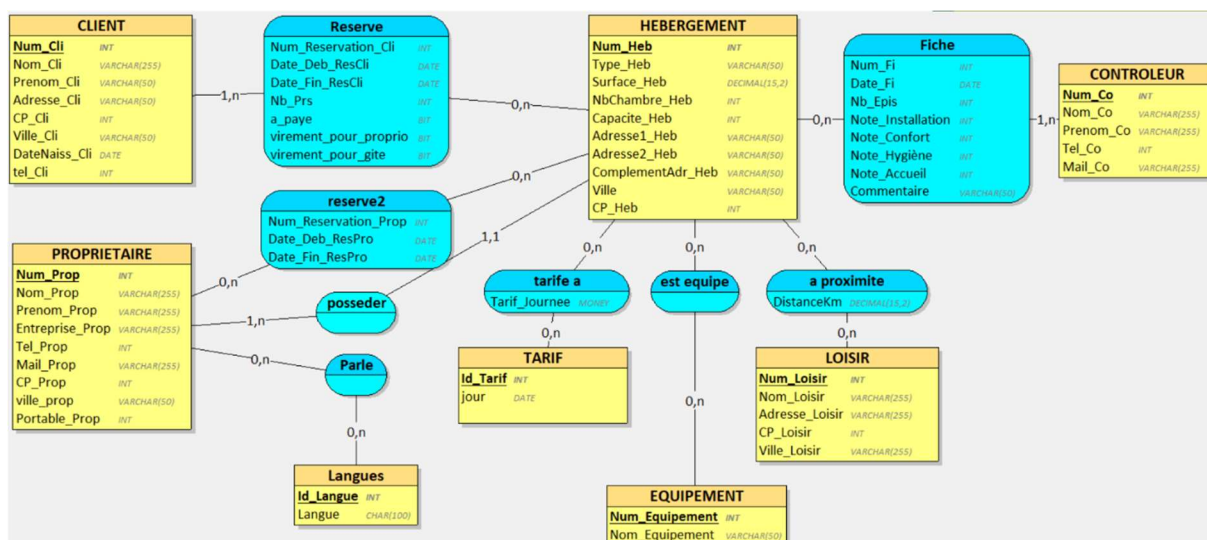 CLIENT
Num_Cli INT
Nom_Cli VARCHAR(255)
Prenom_Cli VARCHAR(50)
Adresse_Cli VARCHAR(50)
CP_Cli INT
Ville_Cli VARCHAR(50)
DateNaiss_Cli DATE
tel_Cli INT
1,n
Reserve
Num_Reservation_Cli INT
Date_Deb_ResCli DATE
Date_Fin_ResCli DATE
Nb_Prs INT
a_paye BIT
virement_pour_proprio BIT
virement_pour_gite BIT
0,n
HEBERGEMENT
Num_Heb INT
Type_Heb VARCHAR(50)
Surface_Heb DECIMAL(15,2)
NbChambre_Heb INT
Capacite_Heb INT
Adresse1_Heb VARCHAR(50)
Adresse2_Heb VARCHAR(50)
ComplementAdr_Heb VARCHAR(50)
Ville VARCHAR(50)
CP_Heb INT
0,n
Fiche
Num_Fi INT
Date_Fi DATE
Nb_Epis INT
Note_Installation INT
Note_Confort INT
Note_Hygiène INT
Note_Accueil INT
Commentaire VARCHAR(50)
1,n
CONTROLEUR
Num_Co INT
Nom_Co VARCHAR(255)
Prenom_Co VARCHAR(255)
Tel_Co INT
Mail_Co VARCHAR(255)
0,n
reserve2
Num_Reservation_Prop INT
Date_Deb_ResPro DATE
Date_Fin_ResPro DATE
0,n
1,1
posseder
1,n
PROPRIETAIRE
Num_Prop INT
Nom_Prop VARCHAR(255)
Prenom_Prop VARCHAR(255)
Entreprise_Prop VARCHAR(255)
Tel_Prop INT
Mail_Prop VARCHAR(255)
CP_Prop INT
ville_prop VARCHAR(50)
Portable_Prop INT
0,n
Parle
0,n
Langues
Id_Langue INT
Langue CHAR(100)
0,n
tarife a
Tarif_Journee MONEY
0,n
TARIF
Id_Tarif INT
jour DATE
0,n
est equipe
0,n
EQUIPEMENT
Num_Equipement INT
Nom_Equipement VARCHAR(50)
0,n
a proximite
DistanceKm DECIMAL(15,2)
0,n
LOISIR
Num_Loisir INT
Nom_Loisir VARCHAR(255)
Adresse_Loisir VARCHAR(255)
CP_Loisir INT
Ville_Loisir VARCHAR(255)